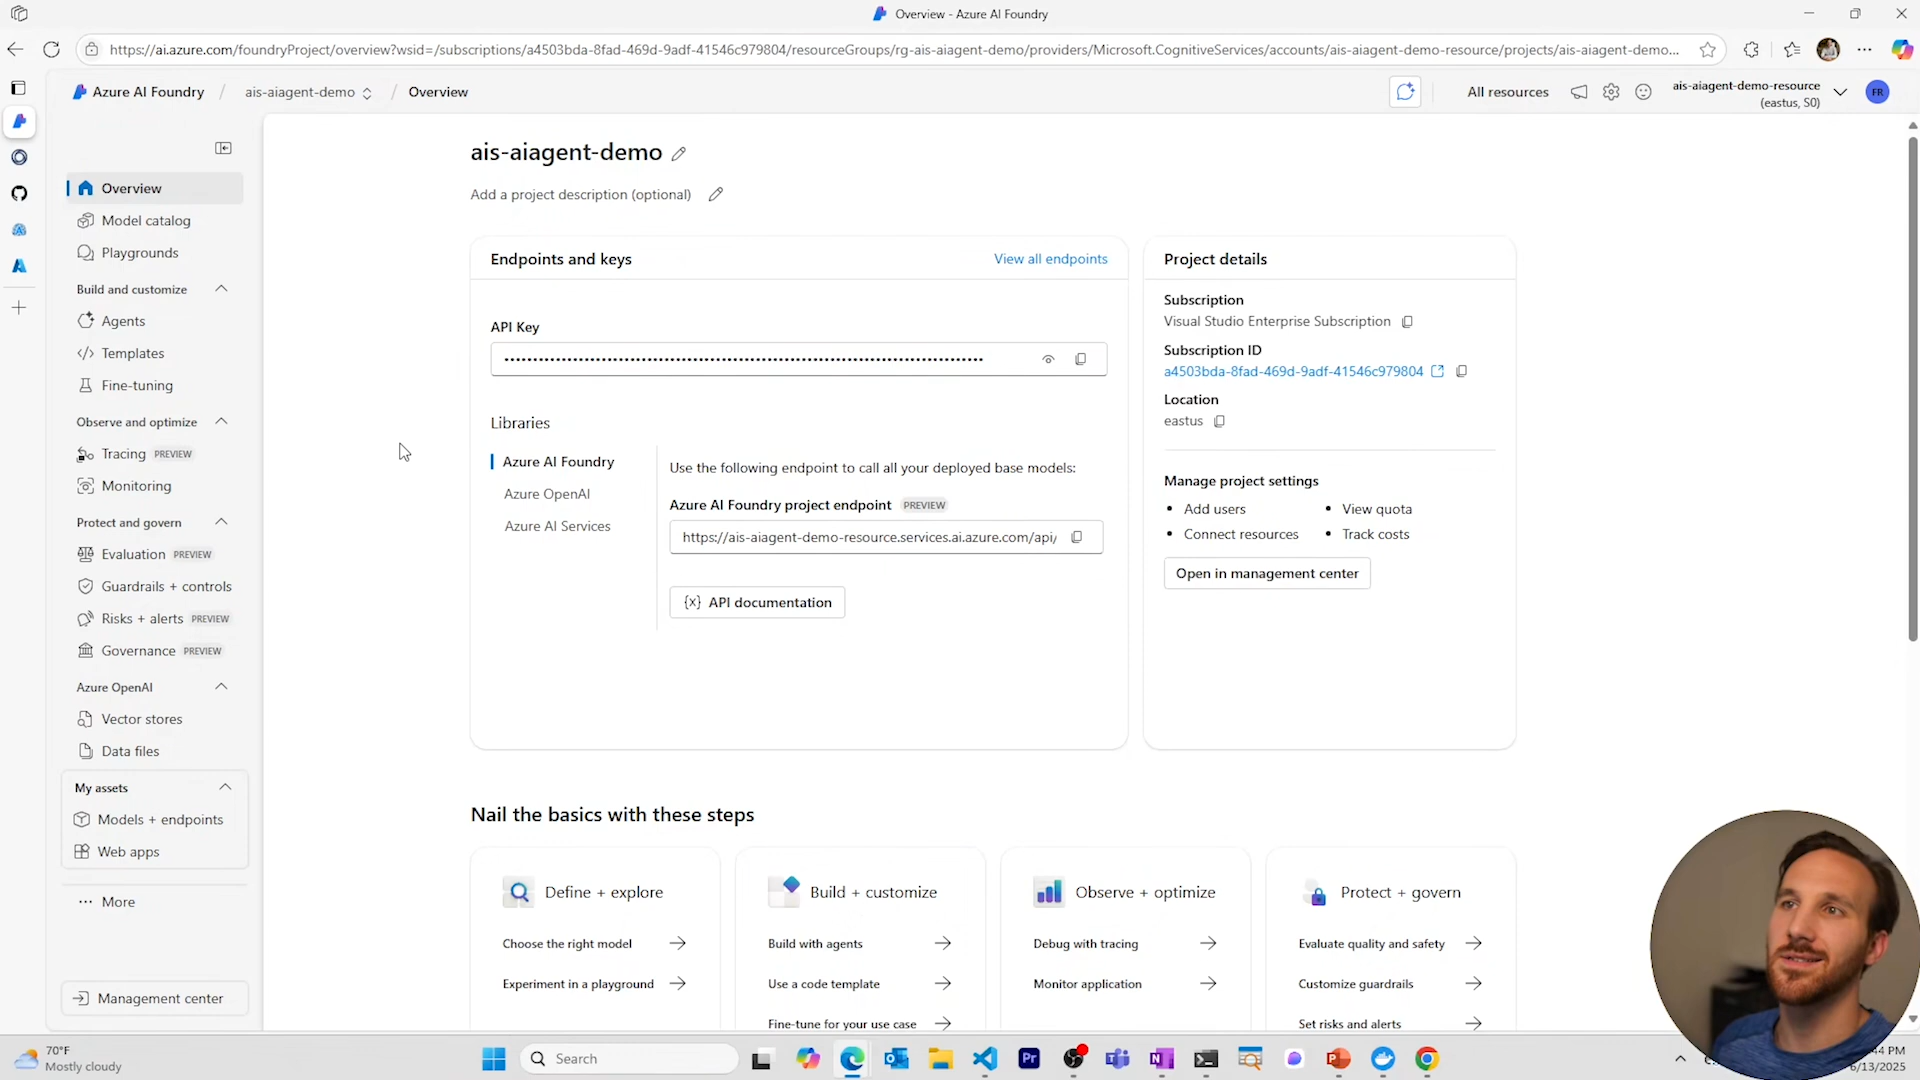 Overview - Azure AI Foundry
https://ai.azure.com/foundryProject/overview?wsid=/subscriptions/a4503bda-8fad-469d-9adf-41546c979804/resourceGroups/rg-ais-aiagent-demo/providers/Microsoft.CognitiveServices/accounts/ais-aiagent-demo-resource/projects/ais-aiagent-demo...
Azure AI Foundry / ais-aiagent-demo / Overview
All resources
ais-aiagent-demo-resource
(eastus, S0)
FR
Overview
Model catalog
Playgrounds
Build and customize
Agents
Templates
Fine-tuning
Observe and optimize
Tracing PREVIEW
Monitoring
Protect and govern
Evaluation PREVIEW
Guardrails + controls
Risks + alerts PREVIEW
Governance PREVIEW
Azure OpenAI
Vector stores
Data files
My assets
Models + endpoints
Web apps
More
Management center
ais-aiagent-demo
Add a project description (optional)
Endpoints and keys
View all endpoints
API Key
Libraries
Azure AI Foundry
Azure OpenAI
Azure AI Services
Use the following endpoint to call all your deployed base models:
Azure AI Foundry project endpoint PREVIEW
https://ais-aiagent-demo-resource.services.ai.azure.com/api/
{x} API documentation
Project details
Subscription
Visual Studio Enterprise Subscription
Subscription ID
a4503bda-8fad-469d-9adf-41546c979804
Location
eastus
Manage project settings
• Add users
• View quota
• Connect resources
• Track costs
Open in management center
Nail the basics with these steps
Define + explore
Choose the right model
Experiment in a playground
Build + customize
Build with agents
Use a code template
Fine-tune for your use case
Observe + optimize
Debug with tracing
Monitor application
Protect + govern
Evaluate quality and safety
Customize guardrails
Set risks and alerts
70°F
Mostly cloudy
Search
Pr
:44 PM
6/13/2025